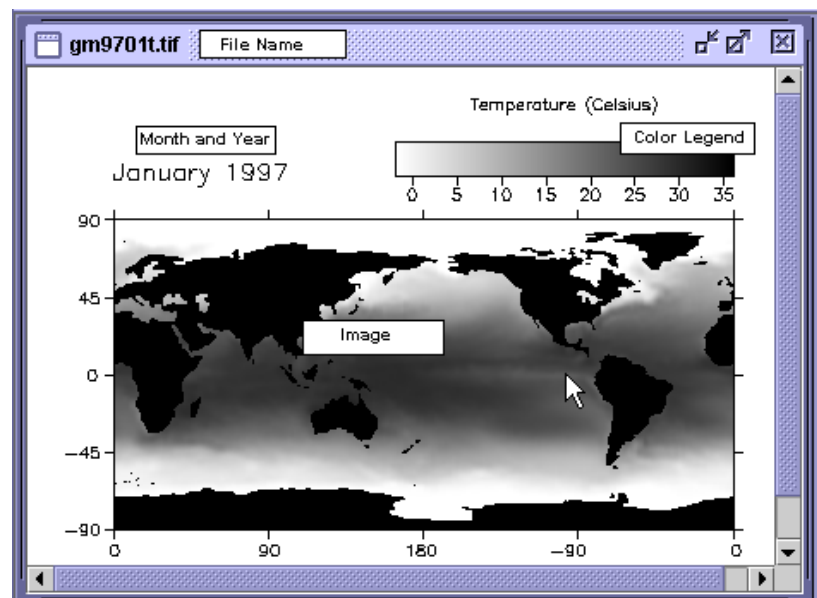 gm9701t.tif File Name
Temperature (Celsius)
Month and Year
Color Legend
January 1997
0 5 10 15 20 25 30 35
90
45
Image
0
-45
-90
0 90 180 -90 0